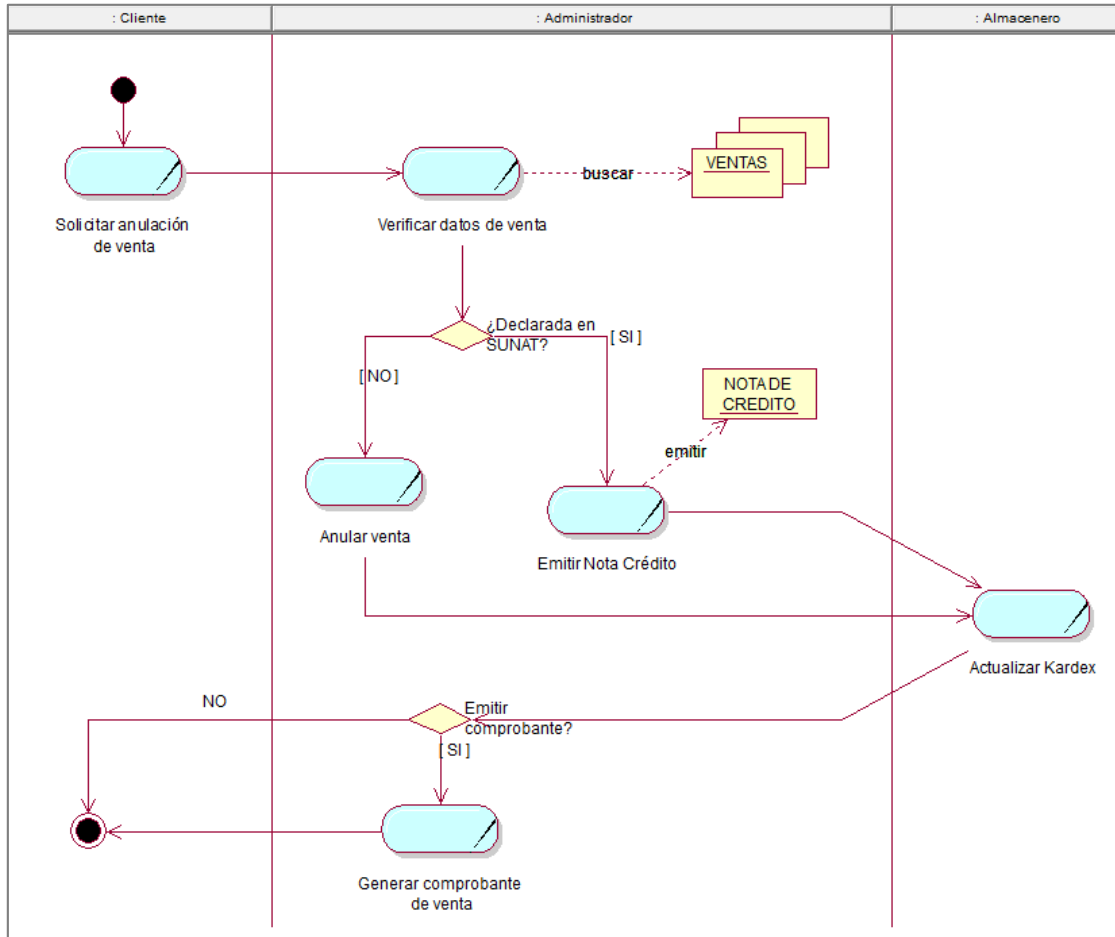 : Cliente
: Administrador
: Almacenero
VENTAS
buscar
Solicitar anulación
de venta
Verificar datos de venta
¿Declarada en
SUNAT?
[ SI ]
[ NO ]
NOTA DE
CREDITO
emitir
Anular venta
Emitir Nota Crédito
Actualizar Kardex
NO
Emitir
comprobante?
[ SI ]
Generar comprobante
de venta